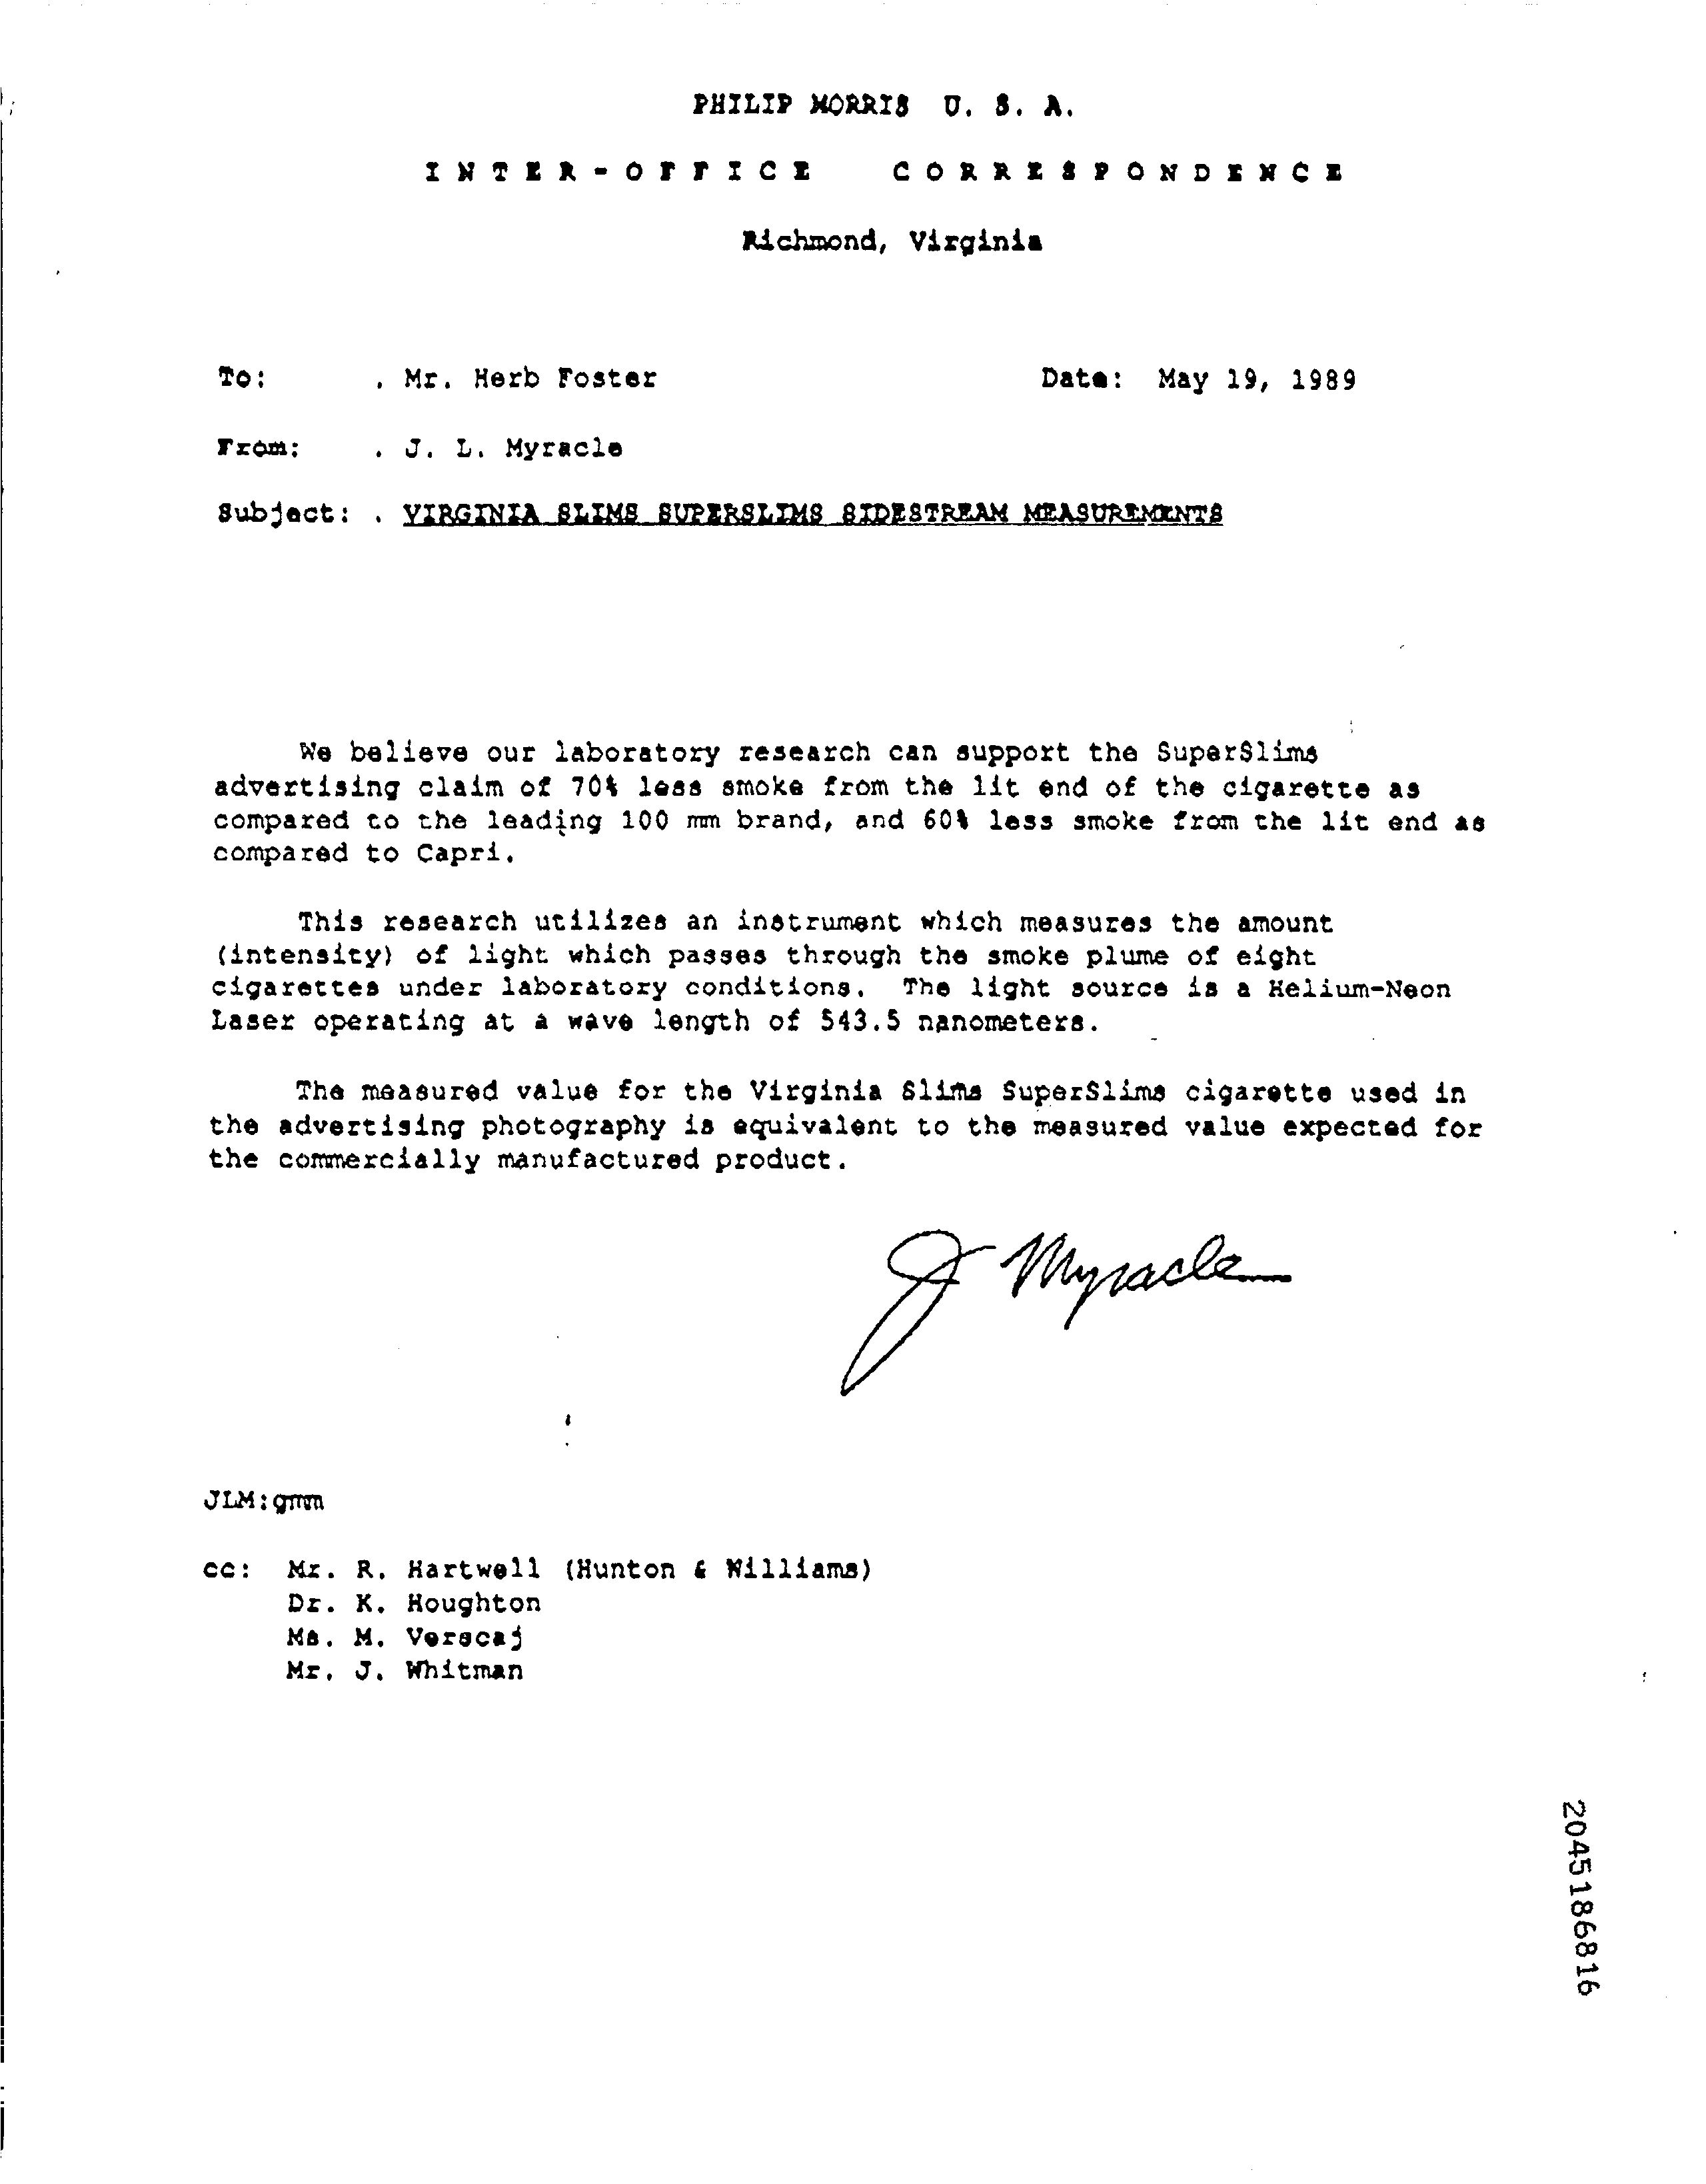 PHILIP MORRIS U. S. A.
INTER-OFFICE CORRESPONDENCE
Richmond, Virginia
To: . Mr. Herb Foster Date: May 19, 1989
From: . J. L. Myracle
Subject: . VIRGINIA SLIMS SUPERSLIMS SIDESTREAM MEASUREMENTS
We believe our laboratory research can support the SuperSlims
advertising claim of 70% less smoke from the lit end of the cigarette as
compared to the leading 100 mm brand, and 60% less smoke from the lit end as
compared to Capri.
This research utilizes an instrument which measures the amount
(intensity) of light which passes through the smoke plume of eight
cigarettes under laboratory conditions. The light source is a Helium-Neon
Laser operating at a wave length of 543.5 nanometers.
The measured value for the Virginia Slims SuperSlims cigarette used in
the advertising photography is equivalent to the measured value expected for
the commercially manufactured product.
J Myracle
JLM:gmm
cc: Mr. R. Hartwell (Hunton & Williams)
Dr. K. Houghton
Ms. M. Verscaj
Mr. J. Whitman
2045186816